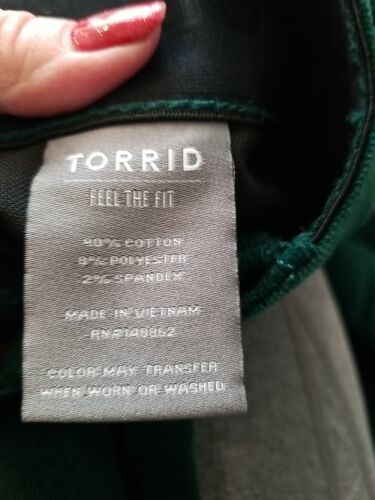 TORRID
FEEL THE FIT
90% COTTON
8% POLYESTER
2% SPANDEX
MADE IN VIETNAM
RN#148862
COLOR MAY TRANSFER
WHEN WORN OR WASHED